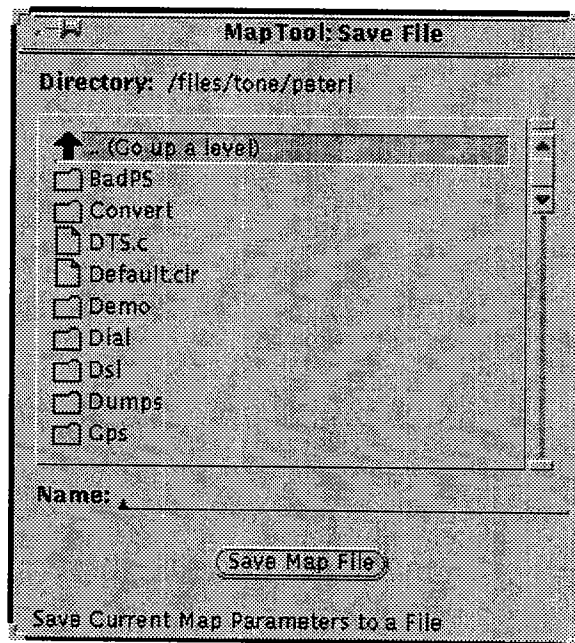 MapTool: Save File
Directory: /files/tone/peterl
.. (Go up a level)
BadPS
Convert
DTS.c
Default.clr
Demo
Dial
Dsl
Dumps
Gps
Name:
Save Map File
Save Current Map Parameters to a File